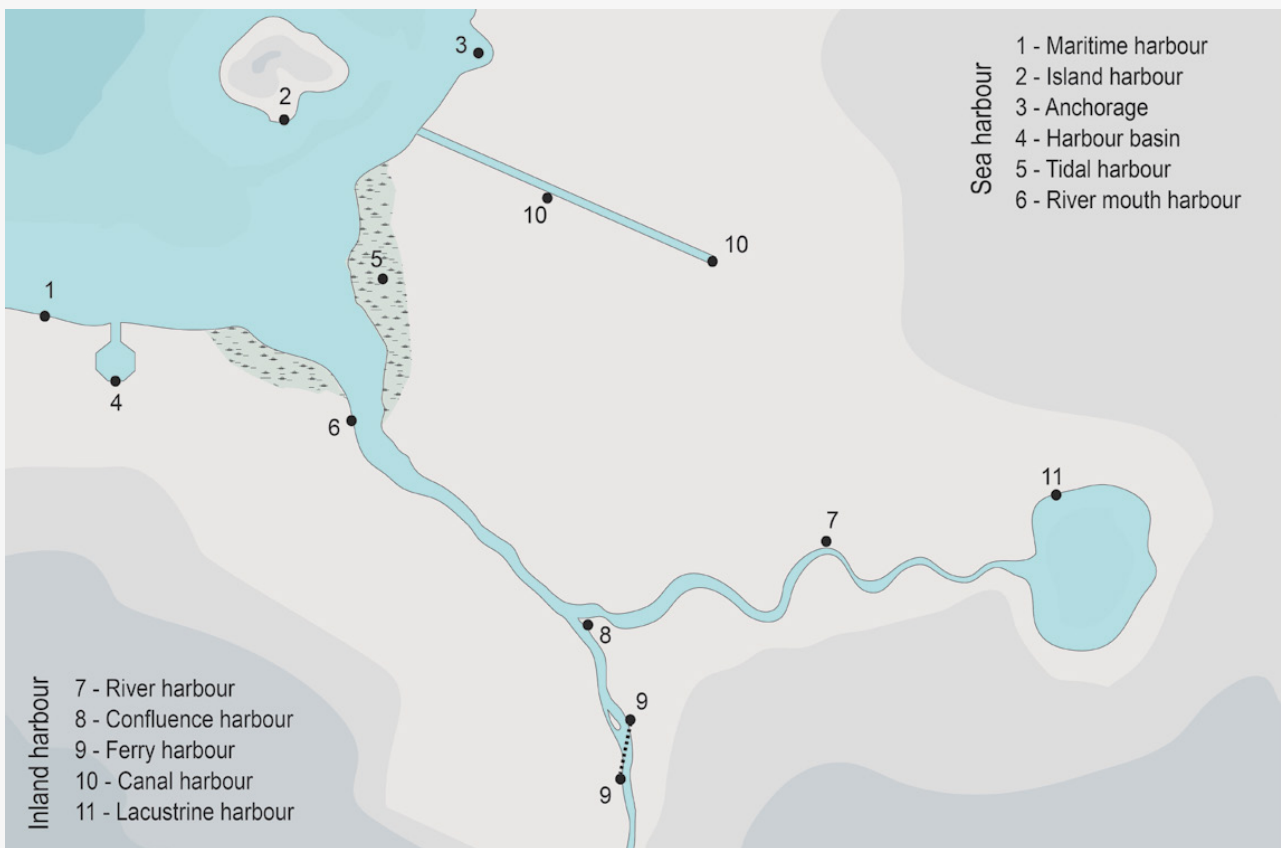 3
2
1
4
5
6
10
10
7
11
8
9
9
Sea harbour
1 - Maritime harbour
2 - Island harbour
3 - Anchorage
4 - Harbour basin
5 - Tidal harbour
6 - River mouth harbour
Inland harbour
7 - River harbour
8 - Confluence harbour
9 - Ferry harbour
10 - Canal harbour
11 - Lacustrine harbour